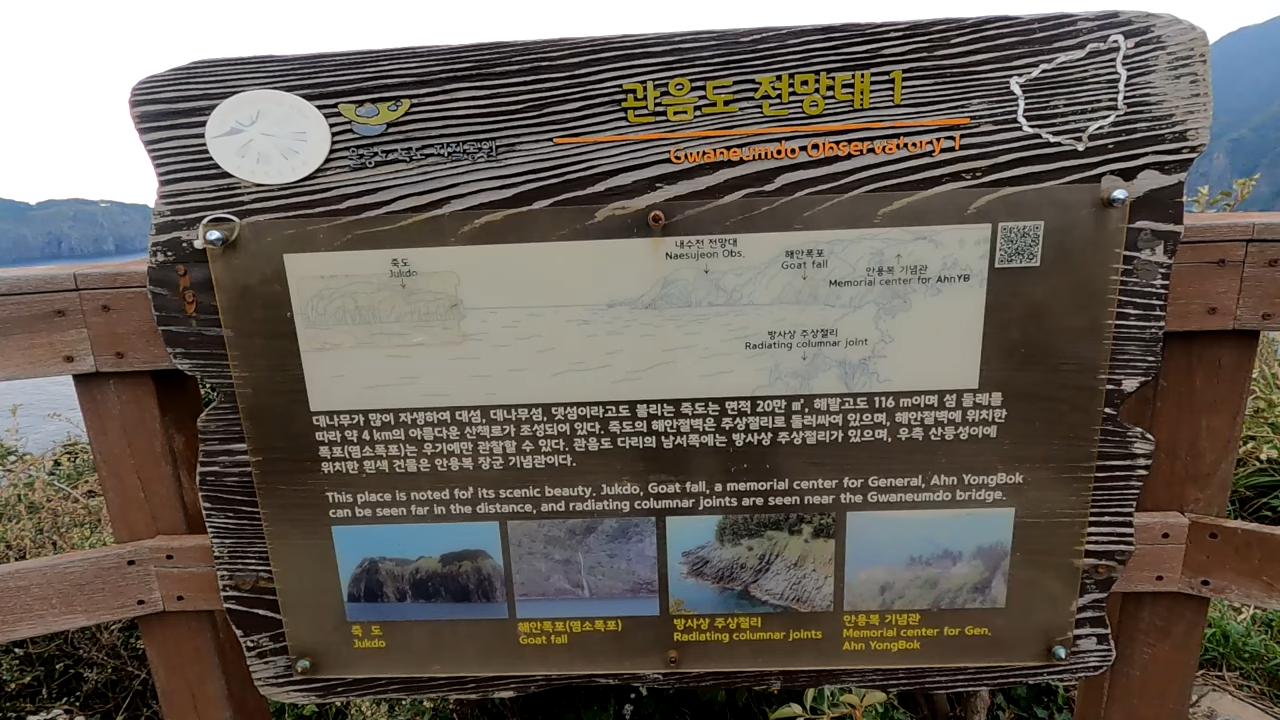 울릉도·독도 지질공원
관음도 전망대 1
Gwaneumdo Observatory 1
죽도
Jukdo
내수전 전망대
Naesujeon Obs.
해안폭포
Goat fall
안용복 기념관
Memorial center for AhnYB
방사상 주상절리
Radiating columnar joint
대나무가 많이 자생하여 대섬, 대나무섬, 댓섬이라고도 불리는 죽도는 면적 20만 ㎡, 해발고도 116 m이며 섬 둘레를
따라 약 4 km의 아름다운 산책로가 조성되어 있다. 죽도의 해안절벽은 주상절리로 둘러싸여 있으며, 해안절벽에 위치한
폭포(염소폭포)는 우기에만 관찰할 수 있다. 관음도 다리의 남서쪽에는 방사상 주상절리가 있으며, 우측 산등성이에
위치한 흰색 건물은 안용복 장군 기념관이다.
This place is noted for its scenic beauty. Jukdo, Goat fall, a memorial center for General, Ahn YongBok
can be seen far in the distance, and radiating columnar joints are seen near the Gwaneumdo bridge.
죽 도
Jukdo
해안폭포(염소폭포)
Goat fall
방사상 주상절리
Radiating columnar joints
안용복 기념관
Memorial center for Gen.
Ahn YongBok